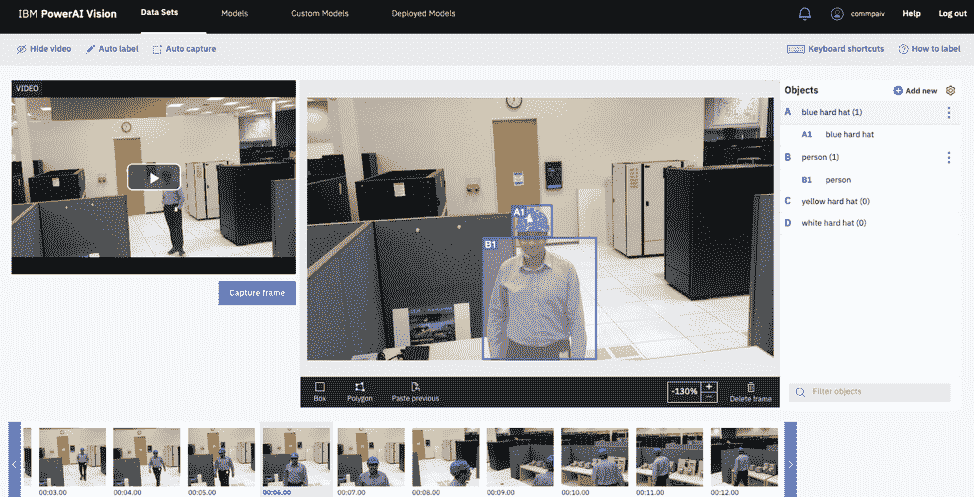 IBM PowerAI Vision
Data Sets
Models
Custom Models
Deployed Models
commpaiv
Help
Log out
Hide video
Auto label
Auto capture
Keyboard shortcuts
How to label
VIDEO
Capture frame
A1
B1
Box
Polygon
Paste previous
-130%
+
−
Delete frame
Objects
Add new
A blue hard hat (1)
A1 blue hard hat
B person (1)
B1 person
C yellow hard hat (0)
D white hard hat (0)
Filter objects
00:03.00
00:04.00
00:05.00
00:06.00
00:07.00
00:08.00
00:09.00
00:10.00
00:11.00
00:12.00